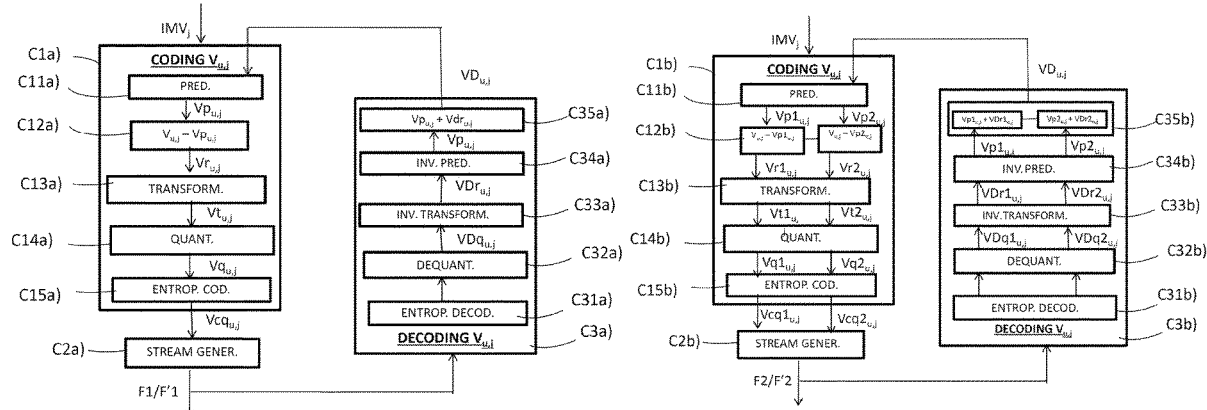 IMVj
C1a)
CODING Vu,j
C11a)
PRED.
Vpu,j
C12a)
Vu,j – Vpu,j
Vru,j
C13a)
TRANSFORM.
Vtu,j
C14a)
QUANT.
Vqu,j
C15a)
ENTROP. COD.
Vcqu,j
C2a)
STREAM GENER.
F1/F'1
VDu,j
Vpu,j + Vdru,j
C35a)
Vpu,j
INV. PRED.
C34a)
VDru,j
INV. TRANSFORM.
C33a)
VDqu,j
DEQUANT.
C32a)
ENTROP. DECOD.
C31a)
DECODING Vu,j
C3a)
IMVj
C1b)
CODING Vu,j
C11b)
PRED.
Vp1u,j
Vp2u,j
C12b)
Vu,j – Vp1u,j
Vu,j – Vp2u,j
Vr1u,j
Vr2u,j
C13b)
TRANSFORM.
Vt1u,
Vt2u,j
C14b)
QUANT.
Vq1u,j
Vq2u,j
C15b)
ENTROP. COD.
Vcq1u,j
Vcq2u,j
C2b)
STREAM GENER.
F2/F'2
VDu,j
Vp1u,j + VDr1u,j
Vp2u,j + VDr2u,j
C35b)
Vp1u,j
Vp2u,j
INV.PRED.
C34b)
VDr1u,j
VDr2u,j
INV.TRANSFORM.
C33b)
VDq1u,j
VDq2u,j
DEQUANT.
C32b)
ENTROP. DECOD.
C31b)
DECODING Vu,j
C3b)